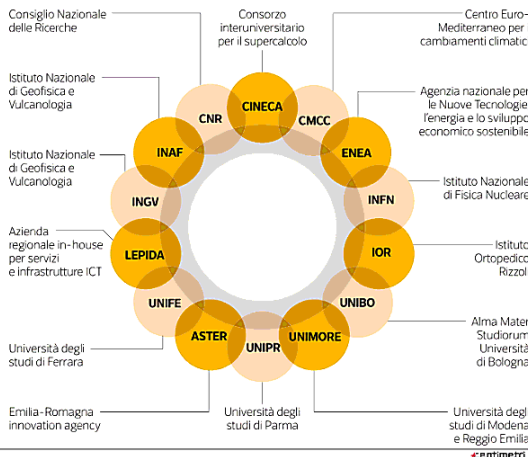 Consiglio Nazionale
delle Ricerche
Consorzo
interuniversitario
per il supercalcolo
Centro Euro-
Mediterraneo per i
cambiamenti climatic
Istituto Nazionale
di Geofisica e
Vulcanologia
Agenzia nazionale per
le Nuove Tecnologie,
l'energia e lo sviluppo
economico sostenibile
Istituto Nazionale
di Geofisica e
Vulcanologia
Istituto Nazionale
di Fisica Nucleare
Azienda
regionale in-house
per servizi
e infrastrutture ICT
Istituto
Ortopedico
Rizzol
Università degli
studi di Ferrara
Alma Mater
Studiorum
Università
di Bologna
Emilia-Romagna
innovation agency
Università degli
studi di Parma
Università degl
studi di Modena
e Reggio Emilia
CINECA
CMCC
ENEA
INFN
IOR
UNIBO
UNIMORE
UNIPR
ASTER
UNIFE
LEPIDA
INGV
INAF
CNR
centimetri